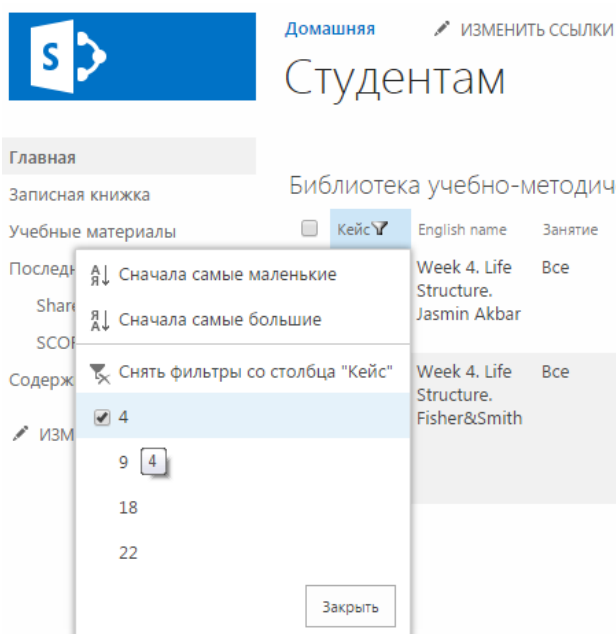 S
Домашняя
ИЗМЕНИТЬ ССЫЛКИ
Студентам
Главная
Записная книжка
Учебные материалы
Библиотека учебно-методич
Кейс English name Занятие
Week 4. Life Все
Structure.
Jasmin Akbar
Week 4. Life Все
Structure.
Fisher&Smith
А
Я
Сначала самые маленькие
Я
А
Сначала самые большие
Снять фильтры со столбца "Кейс"
4
9 4
18
22
Закрыть